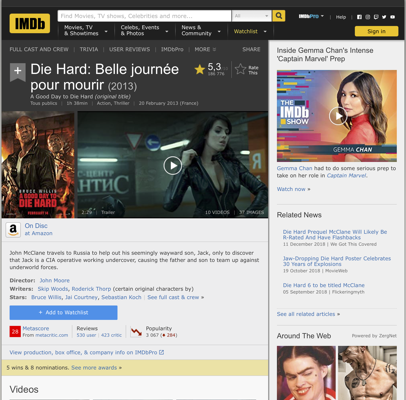 IMDb
Find Movies, TV shows, Celebrities and more...
All
IMDbPro
Help
Movies, TV
& Showtimes
Celebs, Events
& Photos
News &
Community
Watchlist
Sign in
FULL CAST AND CREW | TRIVIA | USER REVIEWS | IMDbPro | MORE
SHARE
Die Hard: Belle journée
pour mourir (2013)
A Good Day to Die Hard (original title)
Tous publics | 1h 38min | Action, Thriller | 20 February 2013 (France)
5,3
Rate
This
BRUCE WILLIS
A GOOD DAY
TO DIE HARD
АНТИС
2:28 | Trailer
10 VIDEOS | 97 IMAGES
On Disc
at Amazon
John McClane travels to Russia to help out his seemingly wayward son, Jack, only to discover
that Jack is a CIA operative working undercover, causing the father and son to team up against
underworld forces.
Director: John Moore
Writers: Skip Woods, Roderick Thorp (certain original characters by)
Stars: Bruce Willis, Jai Courtney, Sebastian Koch | See full cast & crew »
+ Add to Watchlist
28
Metascore
From metacritic.com
Reviews
530 user | 423 critic
Popularity
3 067 (284)
View production, box office, & company info on IMDbPro
5 wins & 8 nominations. See more awards »
Videos
Inside Gemma Chan's Intense
'Captain Marvel' Prep
THE
IMDb
SHOW
GEMMA CHAN
Gemma Chan had to do some serious prep to
take on her role in Captain Marvel.
Watch now »
Related News
Die Hard Prequel McClane Will Likely Be
R-Rated And Have Flashbacks
11 December 2018 | We Got This Covered
Jaw-Dropping Die Hard Poster Celebrates
30 Years of Explosions
19 October 2018 | MovieWeb
Die Hard 6 to be titled McClane
05 September 2018 | Flickeringmyth
See all related articles »
Around The Web
Powered by ZergNet